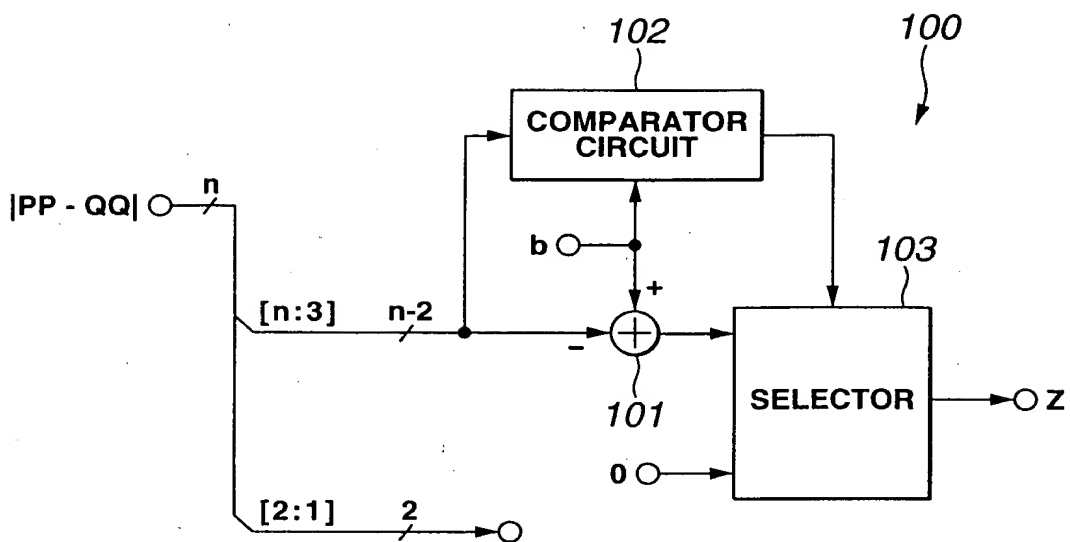 102
100
COMPARATOR
CIRCUIT
n
|PP - QQ|
b
103
+
[n:3]
n-2
-
101
SELECTOR
Z
0
[2:1]
2